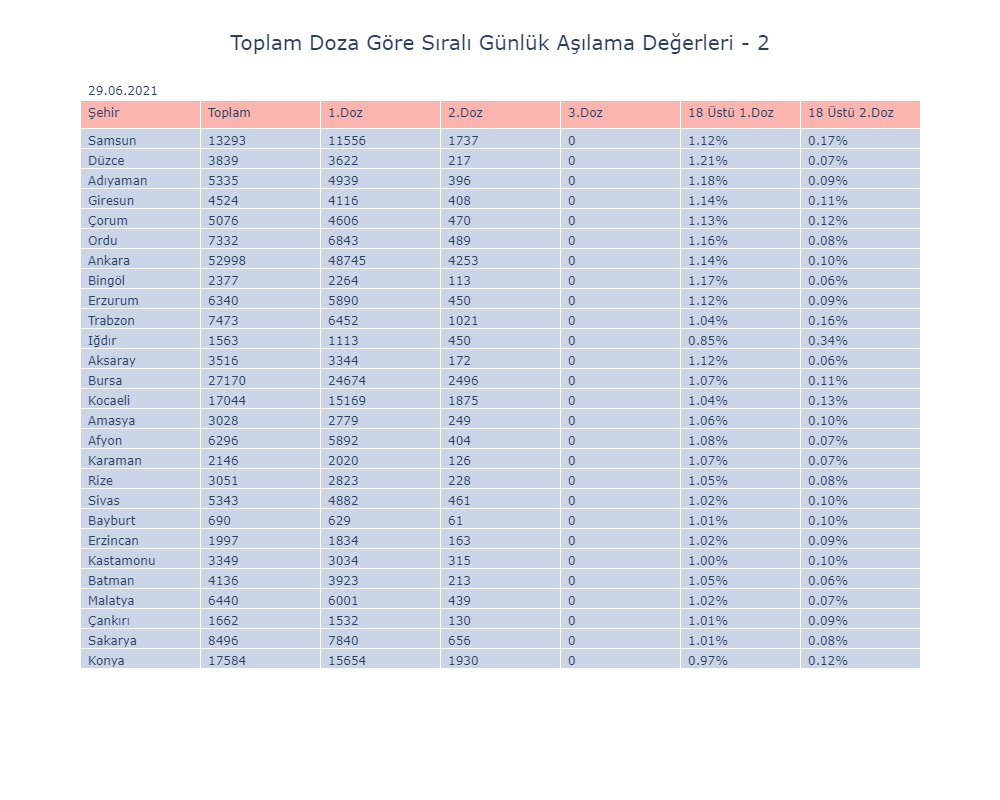 Toplam Doza Göre Sıralı Günlük Aşılama Değerleri - 2
29.06.2021
Şehir Toplam 1.Doz 2.Doz 3.Doz 18 Üstü 1.Doz 18 Üstü 2.Doz
Samsun 13293 11556 1737 0 1.12% 0.17%
Düzce 3839 3622 217 0 1.21% 0.07%
Adıyaman 5335 4939 396 0 1.18% 0.09%
Giresun 4524 4116 408 0 1.14% 0.11%
Çorum 5076 4606 470 0 1.13% 0.12%
Ordu 7332 6843 489 0 1.16% 0.08%
Ankara 52998 48745 4253 0 1.14% 0.10%
Bingöl 2377 2264 113 0 1.17% 0.06%
Erzurum 6340 5890 450 0 1.12% 0.09%
Trabzon 7473 6452 1021 0 1.04% 0.16%
Iğdır 1563 1113 450 0 0.85% 0.34%
Aksaray 3516 3344 172 0 1.12% 0.06%
Bursa 27170 24674 2496 0 1.07% 0.11%
Kocaeli 17044 15169 1875 0 1.04% 0.13%
Amasya 3028 2779 249 0 1.06% 0.10%
Afyon 6296 5892 404 0 1.08% 0.07%
Karaman 2146 2020 126 0 1.07% 0.07%
Rize 3051 2823 228 0 1.05% 0.08%
Sivas 5343 4882 461 0 1.02% 0.10%
Bayburt 690 629 61 0 1.01% 0.10%
Erzincan 1997 1834 163 0 1.02% 0.09%
Kastamonu 3349 3034 315 0 1.00% 0.10%
Batman 4136 3923 213 0 1.05% 0.06%
Malatya 6440 6001 439 0 1.02% 0.07%
Çankırı 1662 1532 130 0 1.01% 0.09%
Sakarya 8496 7840 656 0 1.01% 0.08%
Konya 17584 15654 1930 0 0.97% 0.12%